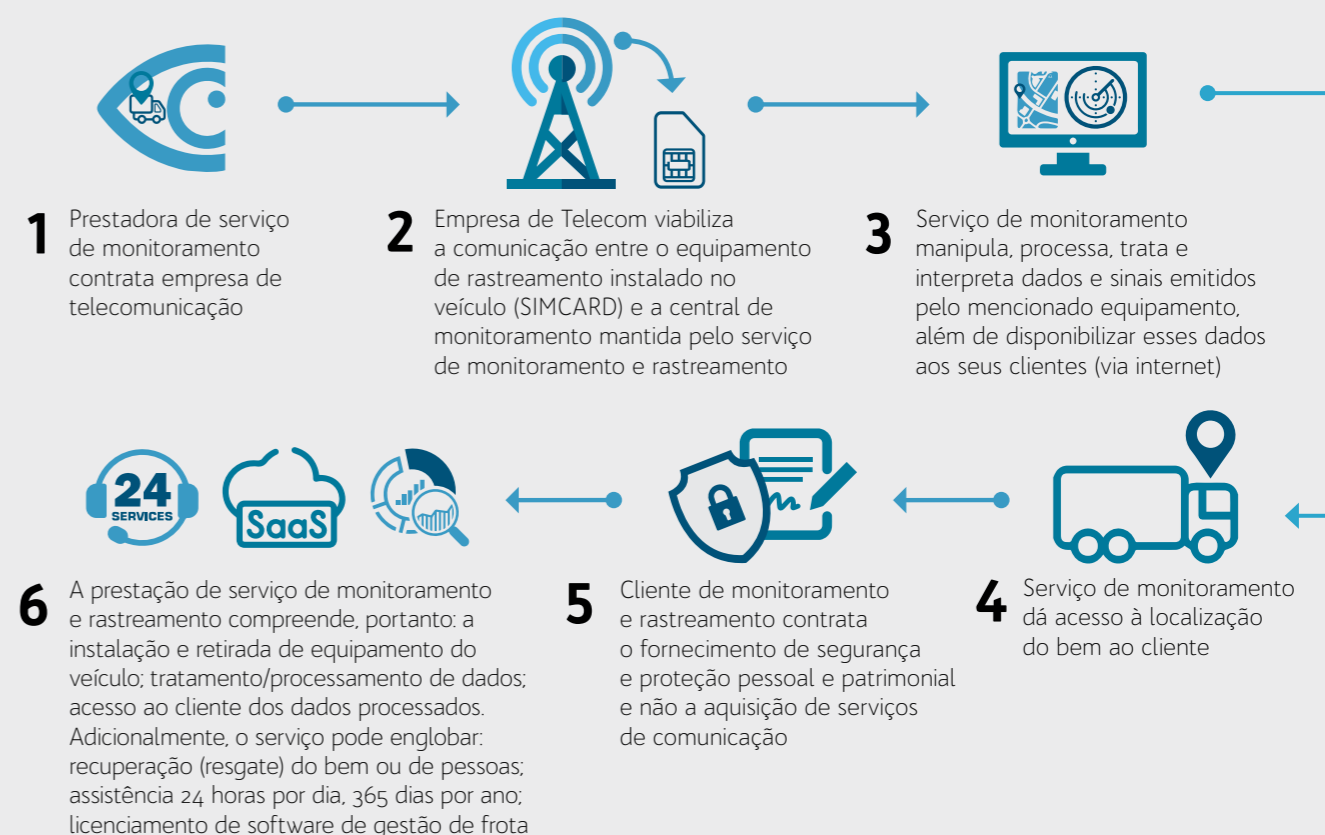 1
Prestadora de serviço
de monitoramento
contrata empresa de
telecomunicação
2
Empresa de Telecom viabiliza
a comunicação entre o equipamento
de rastreamento instalado no
veículo (SIMCARD) e a central de
monitoramento mantida pelo serviço
de monitoramento e rastreamento
3
Serviço de monitoramento
manipula, processa, trata e
interpreta dados e sinais emitidos
pelo mencionado equipamento,
além de disponibilizar esses dados
aos seus clientes (via internet)
4
Serviço de monitoramento
dá acesso à localização
do bem ao cliente
5
Cliente de monitoramento
e rastreamento contrata
o fornecimento de segurança
e proteção pessoal e patrimonial
e não a aquisição de serviços
de comunicação
24
SERVICES
SaaS
6
A prestação de serviço de monitoramento
e rastreamento compreende, portanto: a
instalação e retirada de equipamento do
veículo; tratamento/processamento de dados;
acesso ao cliente dos dados processados.
Adicionalmente, o serviço pode englobar:
recuperação (resgate) do bem ou de pessoas;
assistência 24 horas por dia, 365 dias por ano;
licenciamento de software de gestão de frota